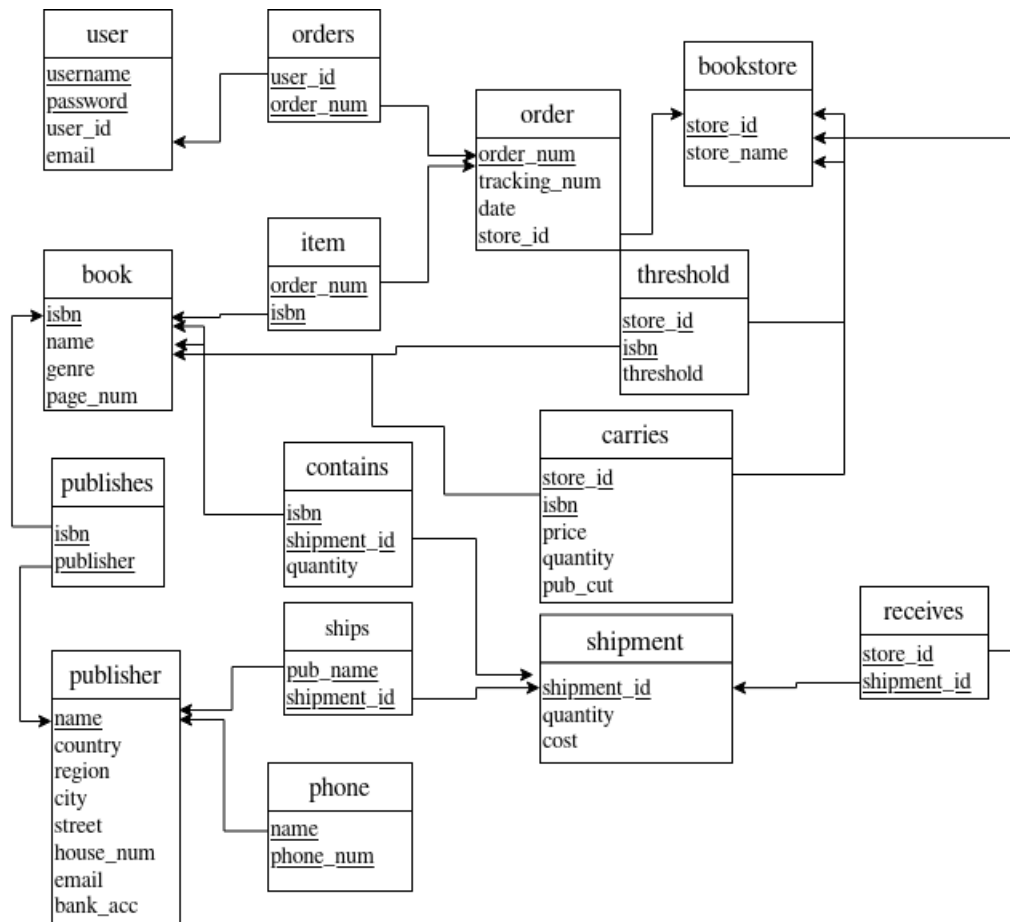 user
username
password
user_id
email
orders
user_id
order_num
order
order_num
tracking_num
date
store_id
bookstore
store_id
store_name
book
isbn
name
genre
page_num
item
order_num
isbn
threshold
store_id
isbn
threshold
publishes
isbn
publisher
contains
isbn
shipment_id
quantity
carries
store_id
isbn
price
quantity
pub_cut
ships
pub_name
shipment_id
shipment
shipment_id
quantity
cost
receives
store_id
shipment_id
publisher
name
country
region
city
street
house_num
email
bank_acc
phone
name
phone_num